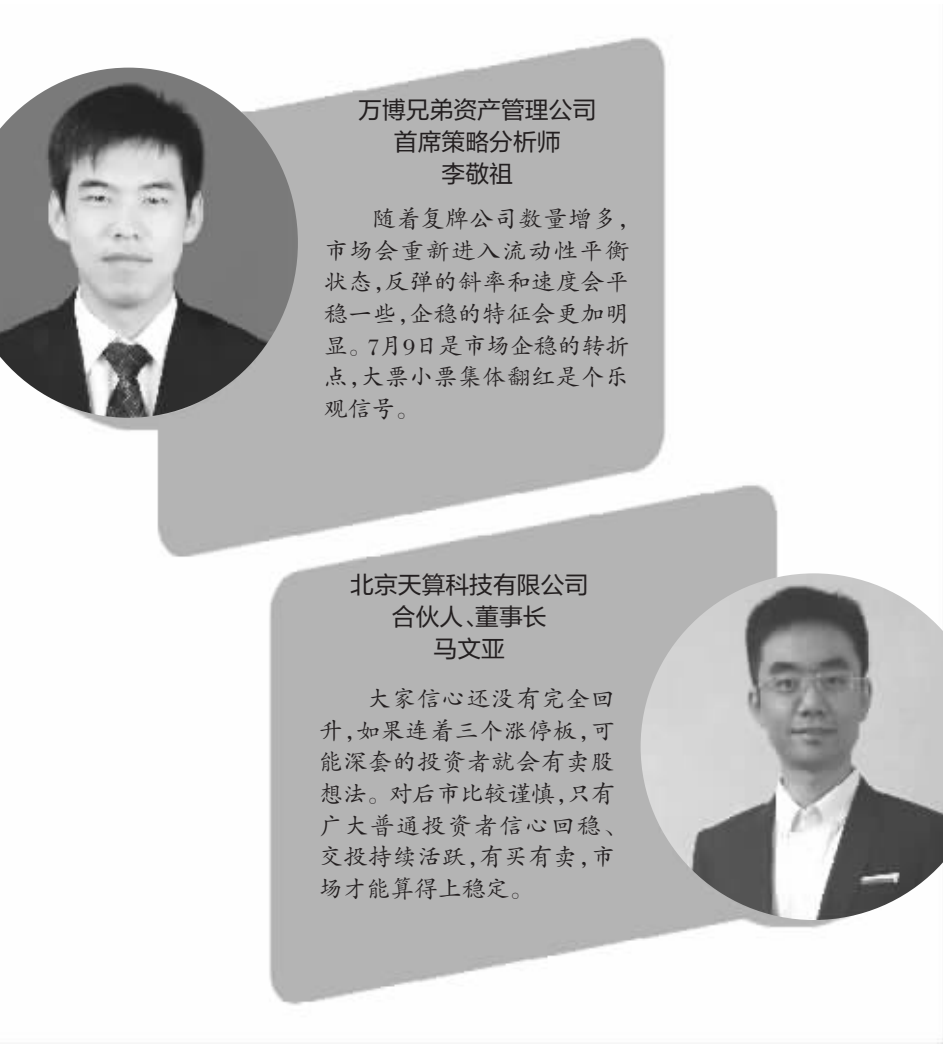 万博兄弟资产管理公司
首席策略分析师
李敬祖
随着复牌公司数量增多,
市场会重新进入流动性平衡
状态,反弹的斜率和速度会平
稳一些,企稳的特征会更加明
显。7月9日是市场企稳的转折
点,大票小票集体翻红是个乐
观信号。
北京天算科技有限公司
合伙人、董事长
马文亚
大家信心还没有完全回
升,如果连着三个涨停板,可
能深套的投资者就会有卖股
想法。对后市比较谨慎,只有
广大普通投资者信心回稳、
交投持续活跃,有买有卖,市
场才能算得上稳定。